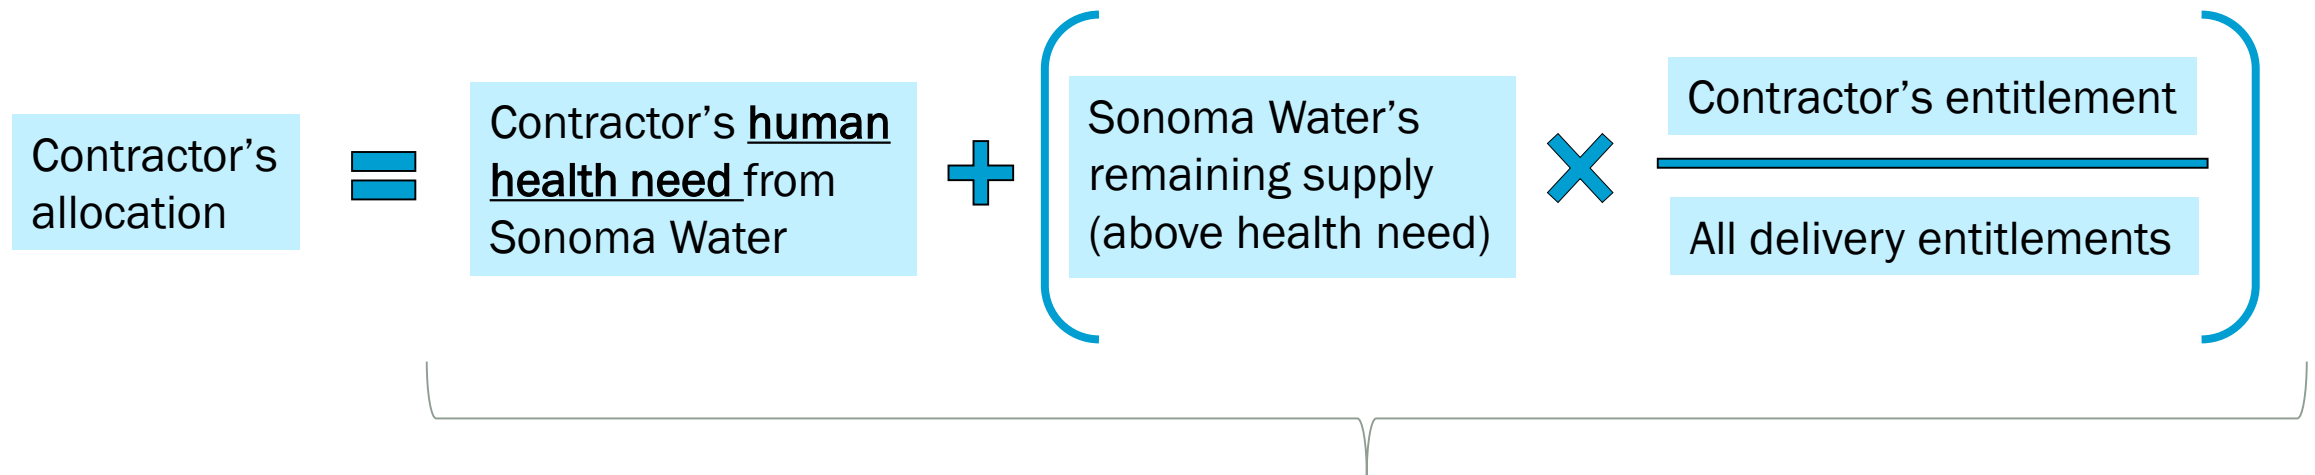 Contractor’s
allocation
=
Contractor’s human
health need from
Sonoma Water
+
(
Sonoma Water’s
remaining supply
(above health need)
×
Contractor’s entitlement
All delivery entitlements
)